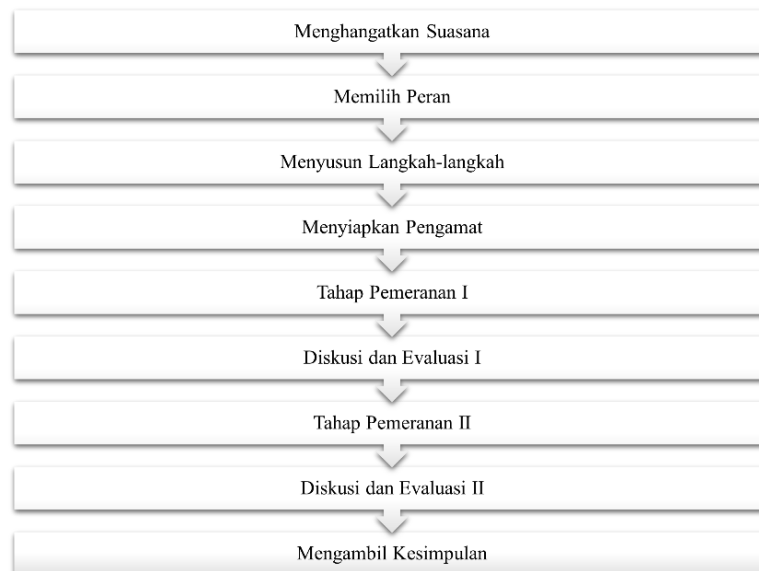 Menghangatkan Suasana
Memilih Peran
Menyusun Langkah-langkah
Menyiapkan Pengamat
Tahap Pemeranan I
Diskusi dan Evaluasi I
Tahap Pemeranan II
Diskusi dan Evaluasi II
Mengambil Kesimpulan